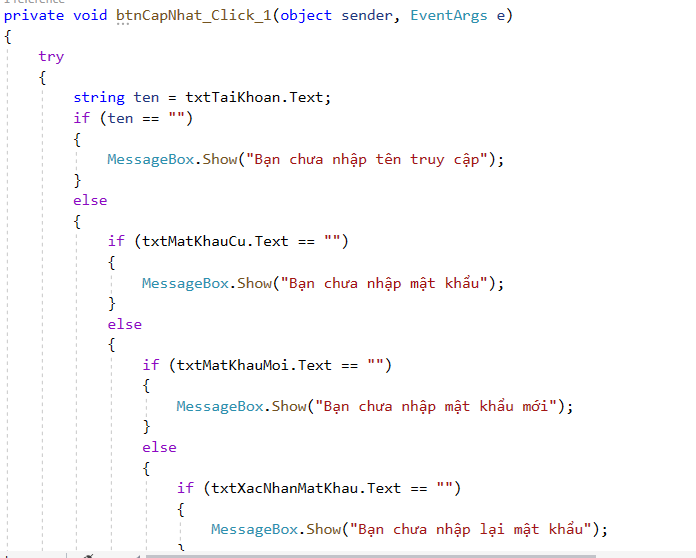 1 reference
private void btnCapNhat_Click_1(object sender, EventArgs e)
{
try
{
string ten = txtTaiKhoan.Text;
if (ten == "")
{
MessageBox.Show("Bạn chưa nhập tên truy cập");
}
else
{
if (txtMatKhauCu.Text == "")
{
MessageBox.Show("Bạn chưa nhập mật khẩu");
}
else
{
if (txtMatKhauMoi.Text == "")
{
MessageBox.Show("Bạn chưa nhập mật khẩu mới");
}
else
{
if (txtXacNhanMatKhau.Text == "")
{
MessageBox.Show("Bạn chưa nhập lại mật khẩu");
}